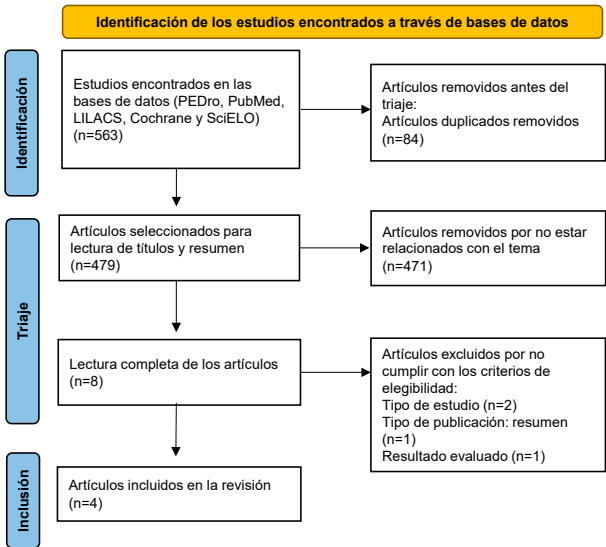 Identificación de los estudios encontrados a través de bases de datos
Identificación
Estudios encontrados en las
bases de datos (PEDro, PubMed,
LILACS, Cochrane y SciELO)
(n=563)
Artículos removidos antes del
triaje:
Artículos duplicados removidos
(n=84)
Triaje
Artículos seleccionados para
lectura de títulos y resumen
(n=479)
Artículos removidos por no estar
relacionados con el tema
(n=471)
Lectura completa de los artículos
(n=8)
Artículos excluidos por no
cumplir con los criterios de
elegibilidad:
Tipo de estudio (n=2)
Tipo de publicación: resumen
(n=1)
Resultado evaluado (n=1)
Inclusión
Artículos incluidos en la revisión
(n=4)